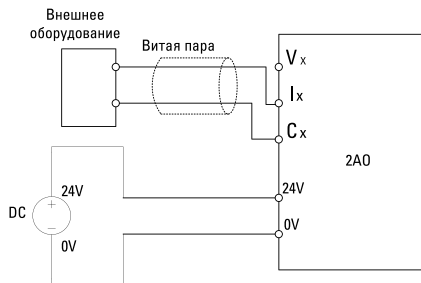 Внешнее
оборудование
Витая пара
Vx
Ix
Cx
2AO
24V
0V
DC
+
24V
−
0V